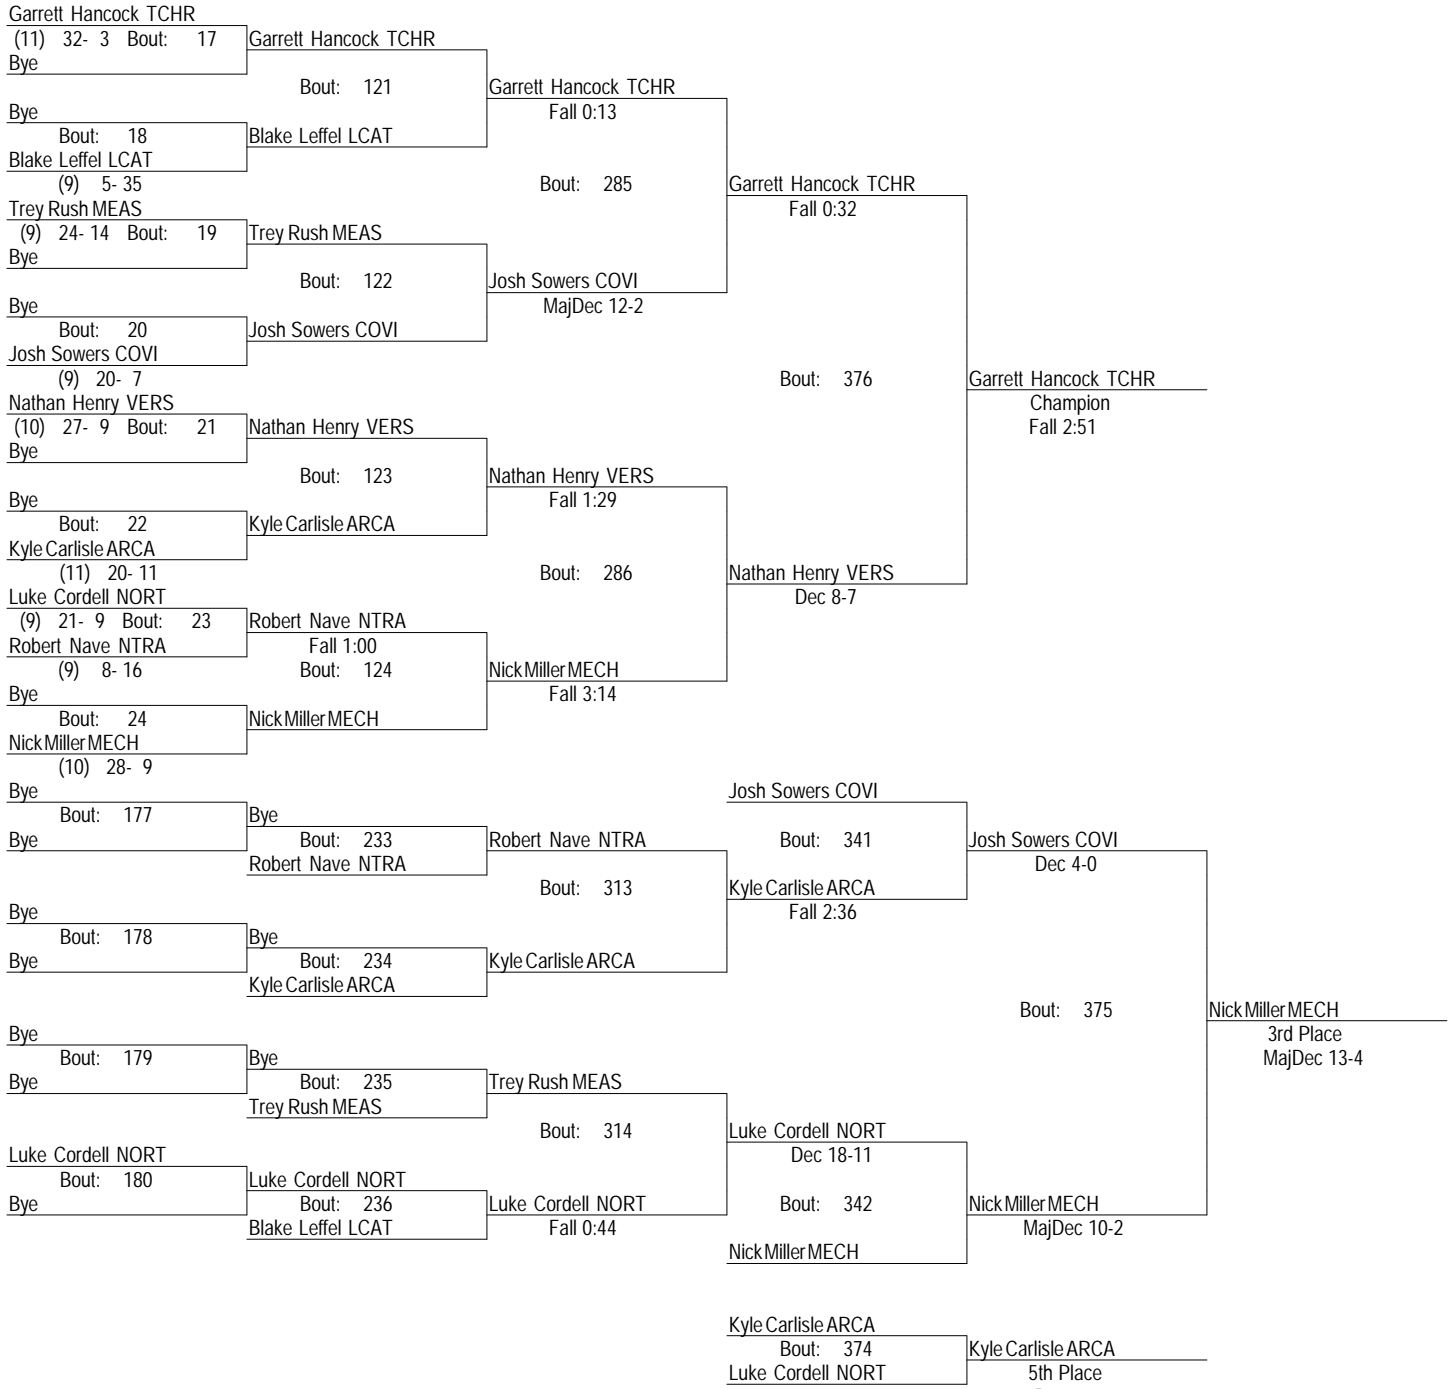 Garrett Hancock TCHR
(11) 32- 3 Bout: 17 Garrett Hancock TCHR
Bye
Bout: 121 Garrett Hancock TCHR
Bye Fall 0:13
Bout: 18 Blake Leffel LCAT
Blake Leffel LCAT
(9) 5- 35 Bout: 285 Garrett Hancock TCHR
Trey Rush MEAS Fall 0:32
(9) 24- 14 Bout: 19 Trey Rush MEAS
Bye
Bout: 122 Josh Sowers COVI
Bye MajDec 12-2
Bout: 20 Josh Sowers COVI
Josh Sowers COVI
(9) 20- 7 Bout: 376 Garrett Hancock TCHR
Nathan Henry VERS Champion
(10) 27- 9 Bout: 21 Nathan Henry VERS Fall 2:51
Bye
Bout: 123 Nathan Henry VERS
Bye Fall 1:29
Bout: 22 Kyle Carlisle ARCA
Kyle Carlisle ARCA
(11) 20- 11 Bout: 286 Nathan Henry VERS
Luke Cordell NORT Dec 8-7
(9) 21- 9 Bout: 23 Robert Nave NTRA
Robert Nave NTRA Fall 1:00
(9) 8- 16 Bout: 124 Nick Miller MECH
Bye Fall 3:14
Bout: 24 Nick Miller MECH
Nick Miller MECH
(10) 28- 9
Bye Josh Sowers COVI
Bout: 177 Bye
Bye Bout: 233 Robert Nave NTRA Bout: 341 Josh Sowers COVI
Robert Nave NTRA Dec 4-0
Bout: 313 Kyle Carlisle ARCA
Bye Fall 2:36
Bout: 178 Bye
Bye Bout: 234 Kyle Carlisle ARCA
Kyle Carlisle ARCA
Bout: 375 Nick Miller MECH
Bye 3rd Place
Bout: 179 Bye MajDec 13-4
Bye Bout: 235 Trey Rush MEAS
Trey Rush MEAS
Bout: 314 Luke Cordell NORT
Luke Cordell NORT Dec 18-11
Bout: 180 Luke Cordell NORT
Bye Bout: 236 Luke Cordell NORT Bout: 342 Nick Miller MECH
Blake Leffel LCAT Fall 0:44 MajDec 10-2
Nick Miller MECH
Kyle Carlisle ARCA
Bout: 374 Kyle Carlisle ARCA
Luke Cordell NORT 5th Place